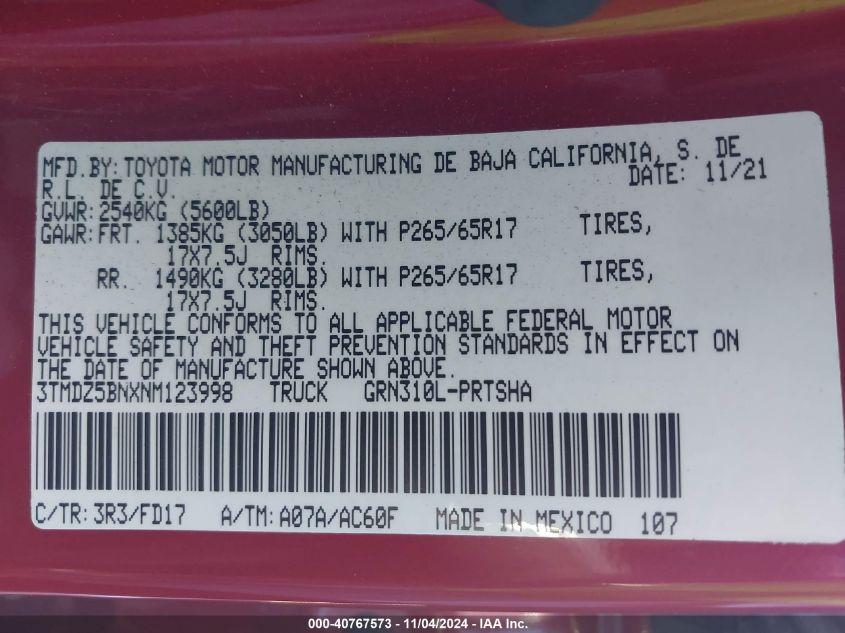 MFD.BY: TOYOTA MOTOR MANUFACTURING DE BAJA CALIFORNIA, S. DE
R.L. DE C.V. DATE: 11/21
GVWR: 2540KG (5600LB)
GAWR: FRT. 1385KG (3050LB) WITH P265/65R17 TIRES,
17X7.5J RIMS.
RR. 1490KG (3280LB) WITH P265/65R17 TIRES,
17X7.5J RIMS.
THIS VEHICLE CONFORMS TO ALL APPLICABLE FEDERAL MOTOR
VEHICLE SAFETY AND THEFT PREVENTION STANDARDS IN EFFECT ON
THE DATE OF MANUFACTURE SHOWN ABOVE.
3TMDZ5BNXNM123998 TRUCK GRN310L-PRTSHA
C/TR: 3R3/FD17 A/TM: A07A/AC60F MADE IN MEXICO 107
000-40767573 - 11/04/2024 - IAA Inc.